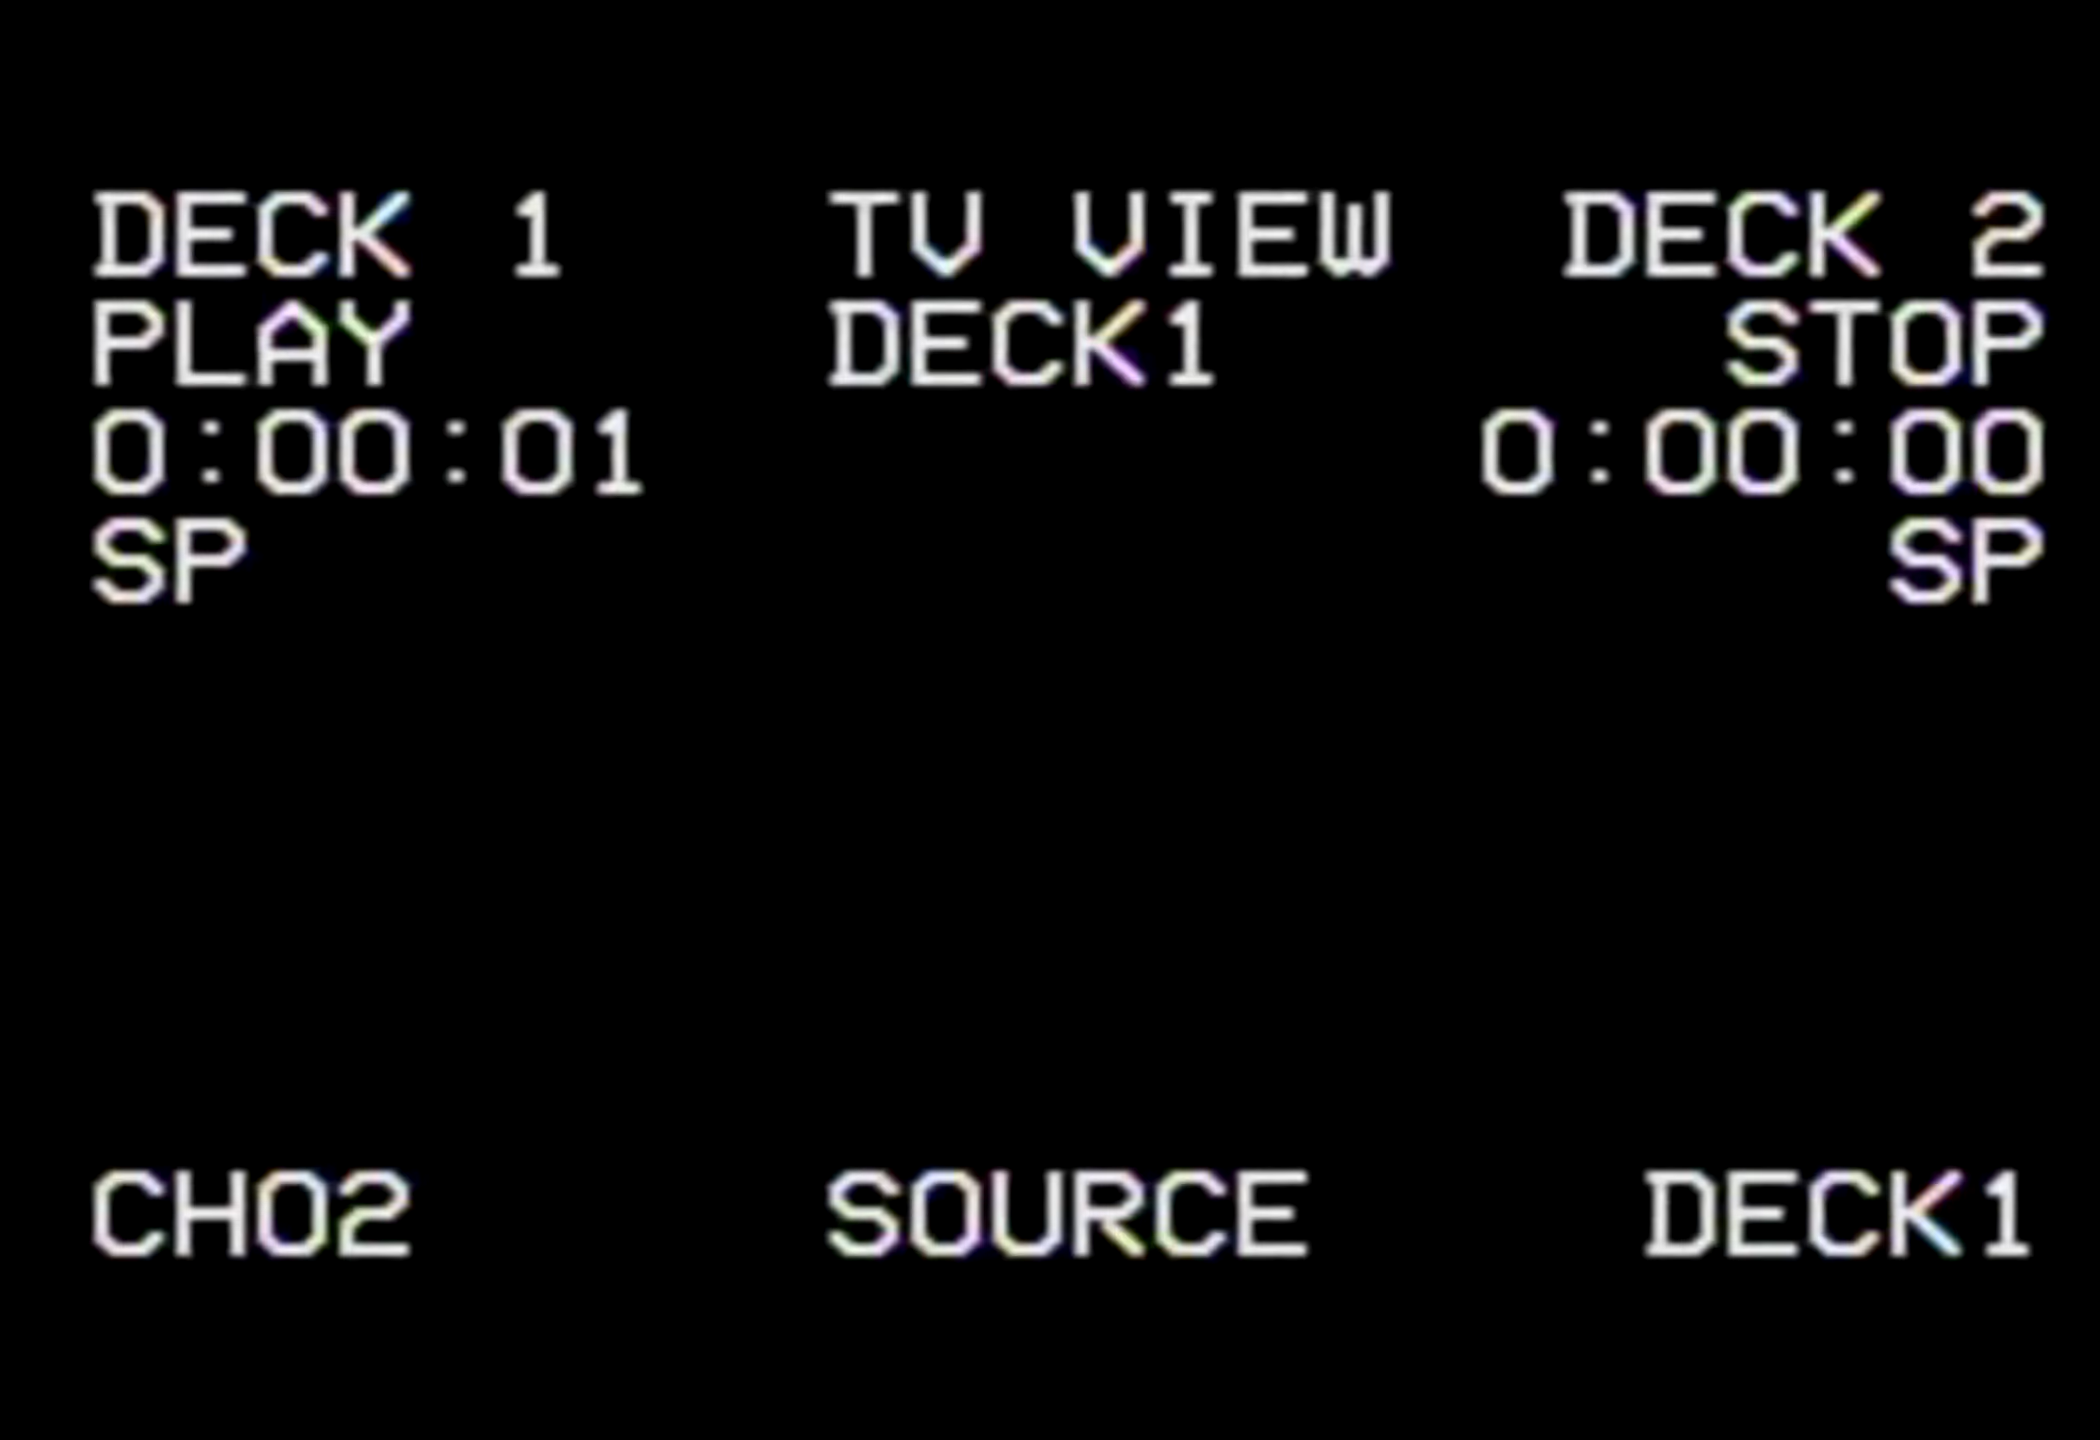 DECK 1 TV VIEW DECK 2
PLAY DECK1 STOP
0:00:01 0:00:00
SP SP
CH02 SOURCE DECK1